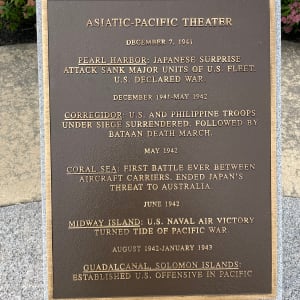 ASIATIC-PACIFIC THEATER
DECEMBER 7, 1941
PEARL HARBOR: JAPANESE SURPRISE
ATTACK SANK MAJOR UNITS OF U.S. FLEET.
U.S. DECLARED WAR.
DECEMBER 1941-MAY 1942
CORREGIDOR: U.S. AND PHILIPPINE TROOPS
UNDER SIEGE SURRENDERED, FOLLOWED BY
BATAAN DEATH MARCH.
MAY 1942
CORAL SEA: FIRST BATTLE EVER BETWEEN
AIRCRAFT CARRIERS. ENDED JAPAN'S
THREAT TO AUSTRALIA.
JUNE 1942
MIDWAY ISLAND: U.S. NAVAL AIR VICTORY
TURNED TIDE OF PACIFIC WAR.
AUGUST 1942-JANUARY 1943
GUADALCANAL, SOLOMON ISLANDS:
ESTABLISHED U.S. OFFENSIVE IN PACIFIC